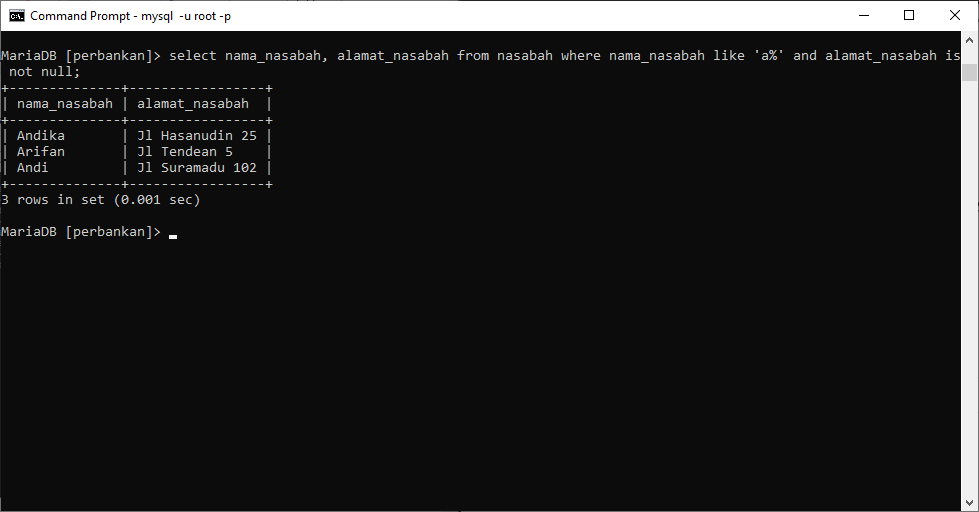 Command Prompt - mysql  -u root -p
MariaDB [perbankan]> select nama_nasabah, alamat_nasabah from nasabah where nama_nasabah like 'a%' and alamat_nasabah is
 not null;
+--------------+-----------------+
| nama_nasabah | alamat_nasabah  |
+--------------+-----------------+
| Andika       | Jl Hasanudin 25 |
| Arifan       | Jl Tendean 5    |
| Andi         | Jl Suramadu 102 |
+--------------+-----------------+
3 rows in set (0.001 sec)
MariaDB [perbankan]>